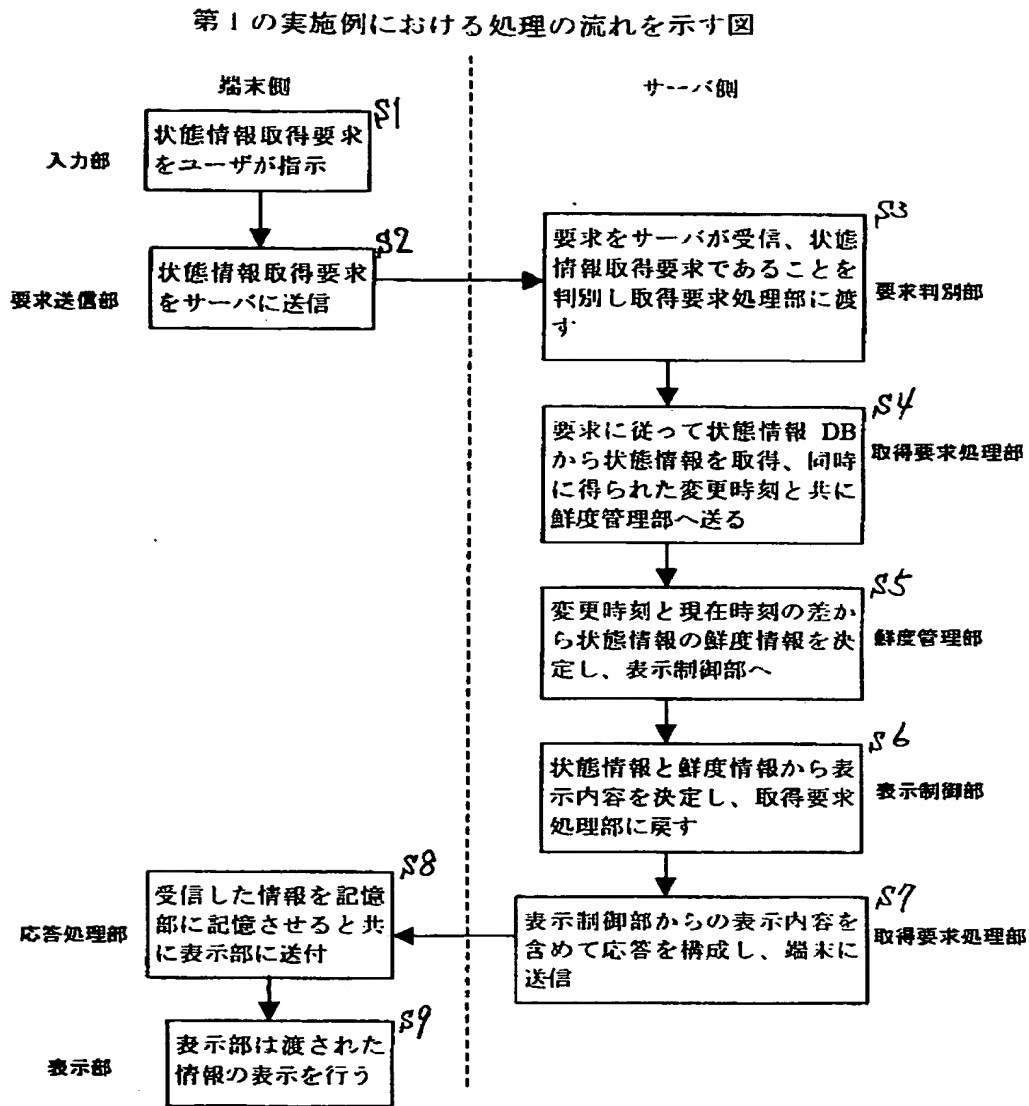 第1の実施例における処理の流れを示す図
端末側
サーバ側
S1
状態情報取得要求
をユーザが指示
入力部
S2
状態情報取得要求
をサーバに送信
要求送信部
S3
要求をサーバが受信、状態
情報取得要求であることを
判別し取得要求処理部に渡
す
要求判別部
S4
要求に従って状態情報 DB
から状態情報を取得、同時
に得られた変更時刻と共に
鮮度管理部へ送る
取得要求処理部
S5
変更時刻と現在時刻の差か
ら状態情報の鮮度情報を決
定し、表示制御部へ
鮮度管理部
S6
状態情報と鮮度情報から表
示内容を決定し、取得要求
処理部に戻す
表示制御部
S7
表示制御部からの表示内容を
含めて応答を構成し、端末に
送信
取得要求処理部
S8
受信した情報を記憶
部に記憶させると共
に表示部に送付
応答処理部
S9
表示部は渡された
情報の表示を行う
表示部